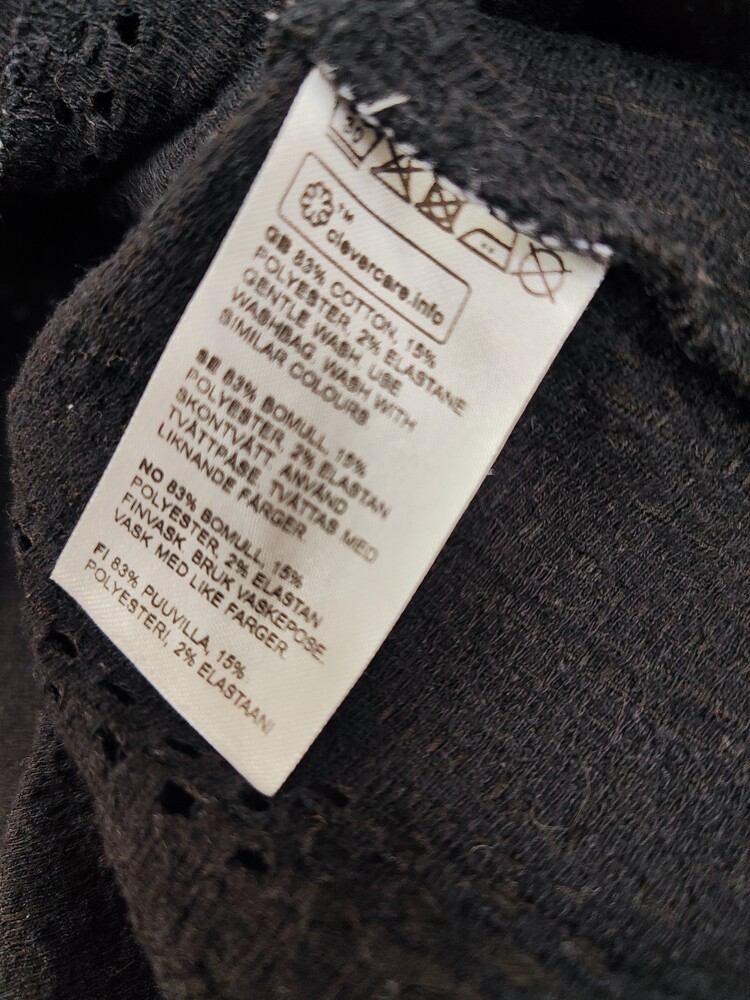 30
™
clevercare.info
GB 83% COTTON, 15%
POLYESTER, 2% ELASTANE
GENTLE WASH, USE
WASHBAG, WASH WITH
SIMILAR COLOURS
SE 83% BOMULL, 15%
POLYESTER, 2% ELASTAN
SKONTVÄTT. ANVÄND
TVÄTTPÅSE, TVÄTTAS MED
LIKNANDE FÄRGER
NO 83% BOMULL, 15%
POLYESTER, 2% ELASTAN
FINVASK. BRUK VASKEPOSE.
VASK MED LIKE FARGER.
FI 83% PUUVILLA, 15%
POLYESTERI, 2% ELASTAANI